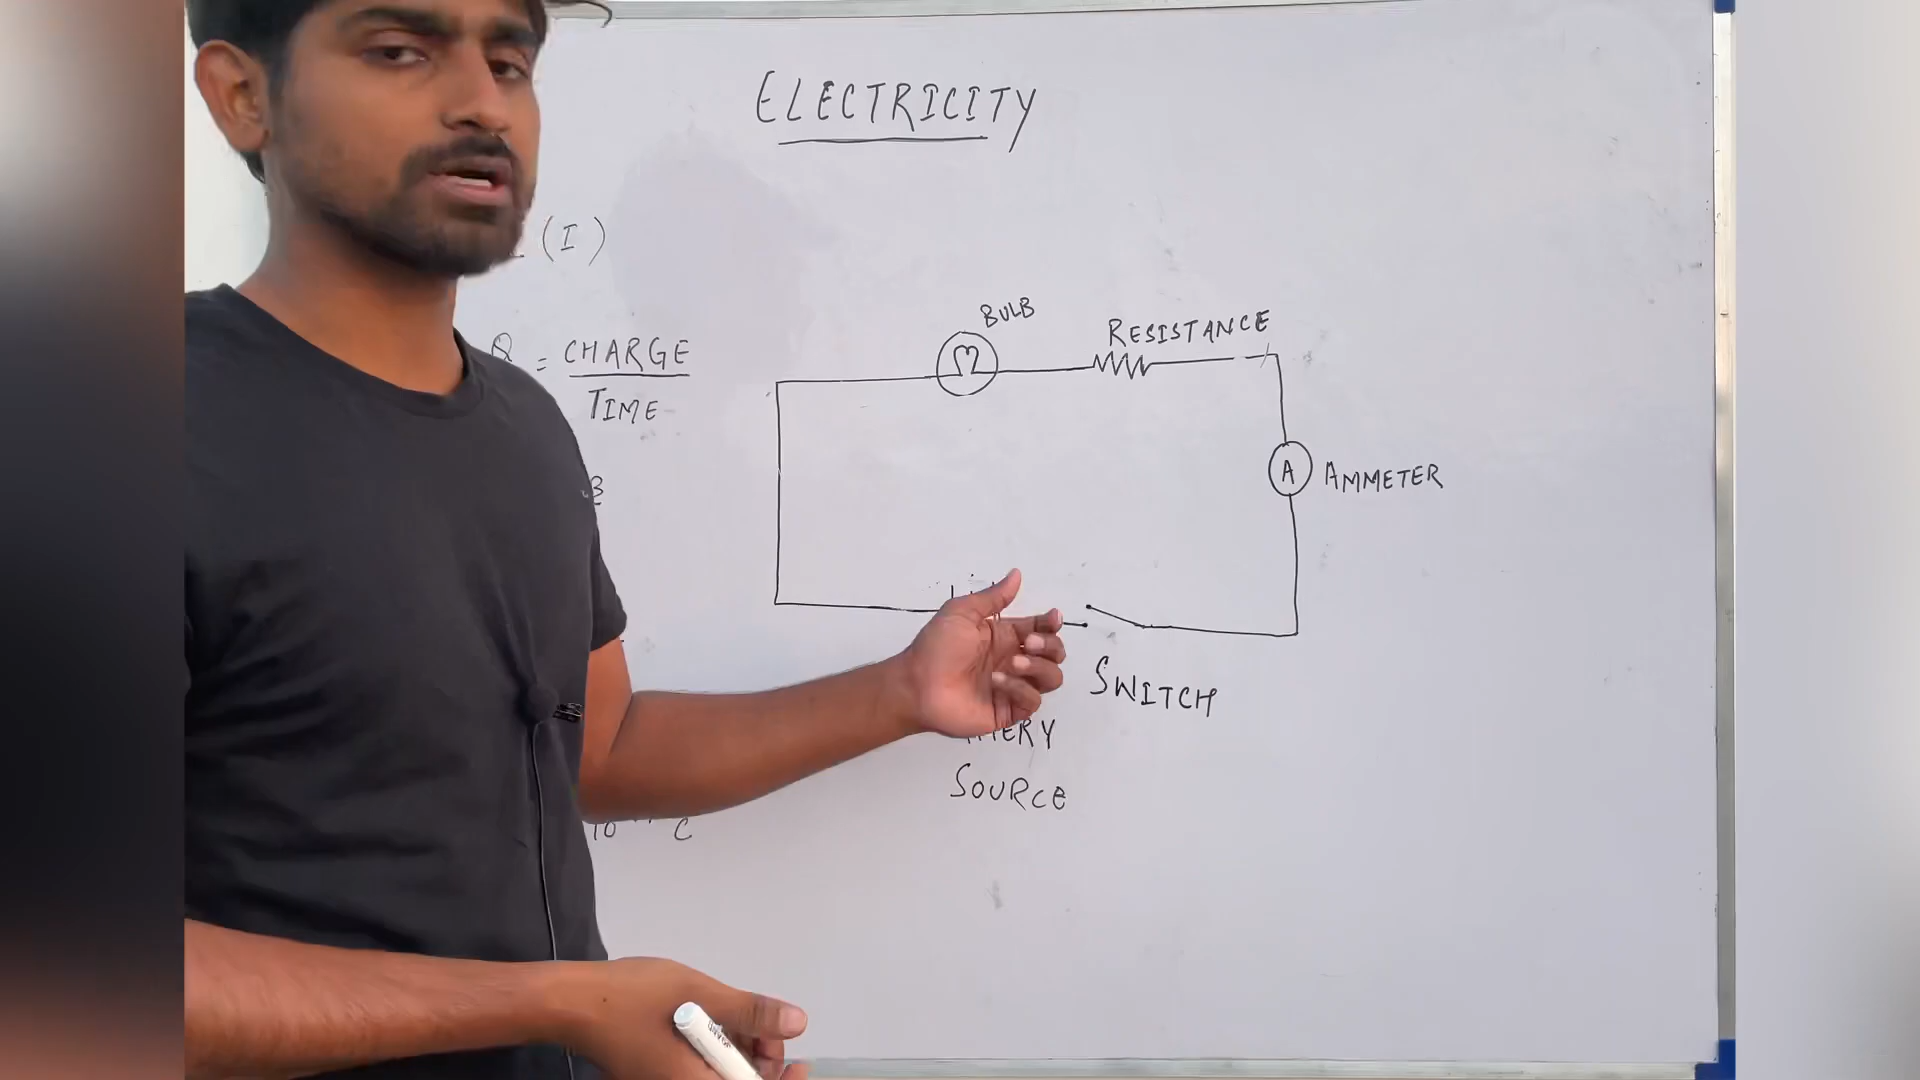 ELECTRICITY
(I)
= CHARGE
TIME
BULB
RESISTANCE
A AMMETER
SWITCH
SOURCE
C